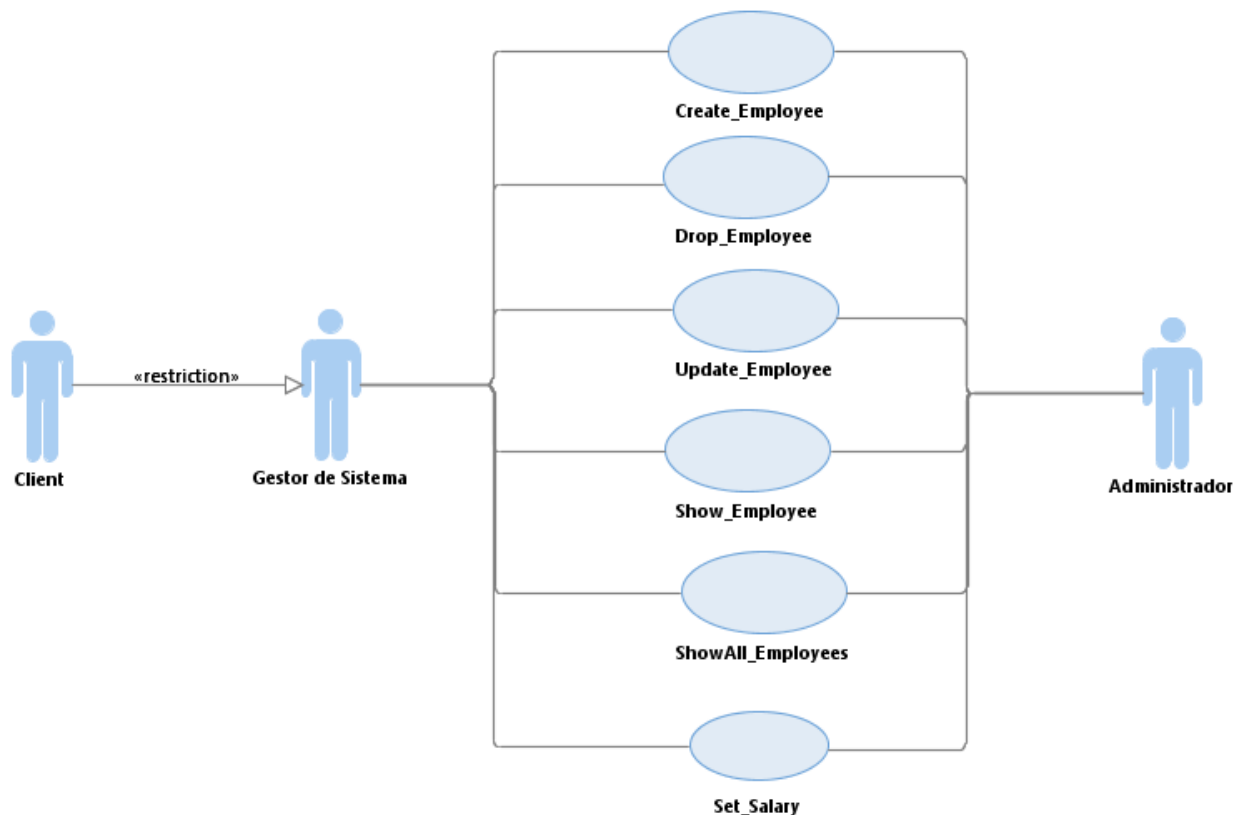 Create_Employee
Drop_Employee
Update_Employee
«restriction»
Client
Gestor de Sistema
Show_Employee
Administrador
ShowAll_Employees
Set_Salary